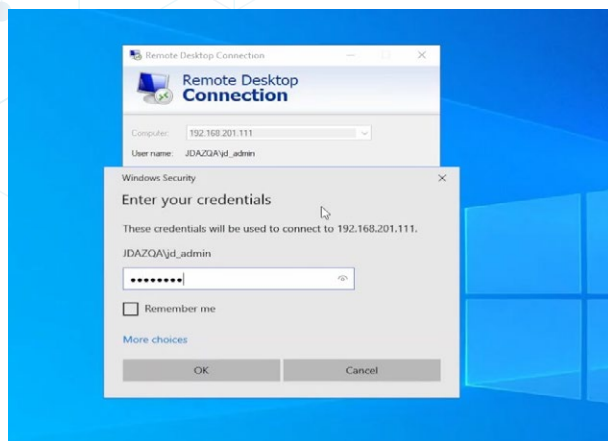 Remote Desktop Connection
Remote Desktop
Connection
Computer: 192.168.201.111
User name: JDAZQA\jd_admin
Windows Security
Enter your credentials
These credentials will be used to connect to 192.168.201.111.
JDAZQA\jd_admin
Remember me
More choices
OK Cancel